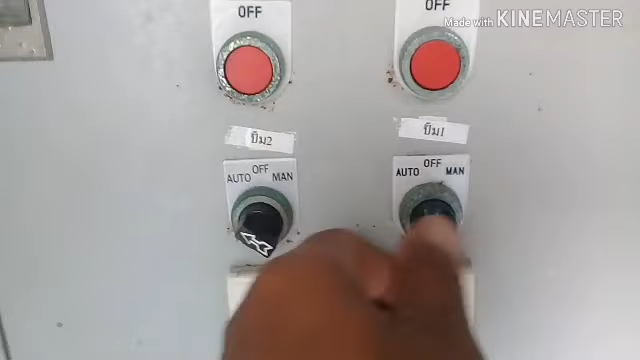 OFF
OFF
Made with KINEMASTER
ปั๊ม2
ปั๊ม1
AUTO OFF MAN
AUTO OFF MAN